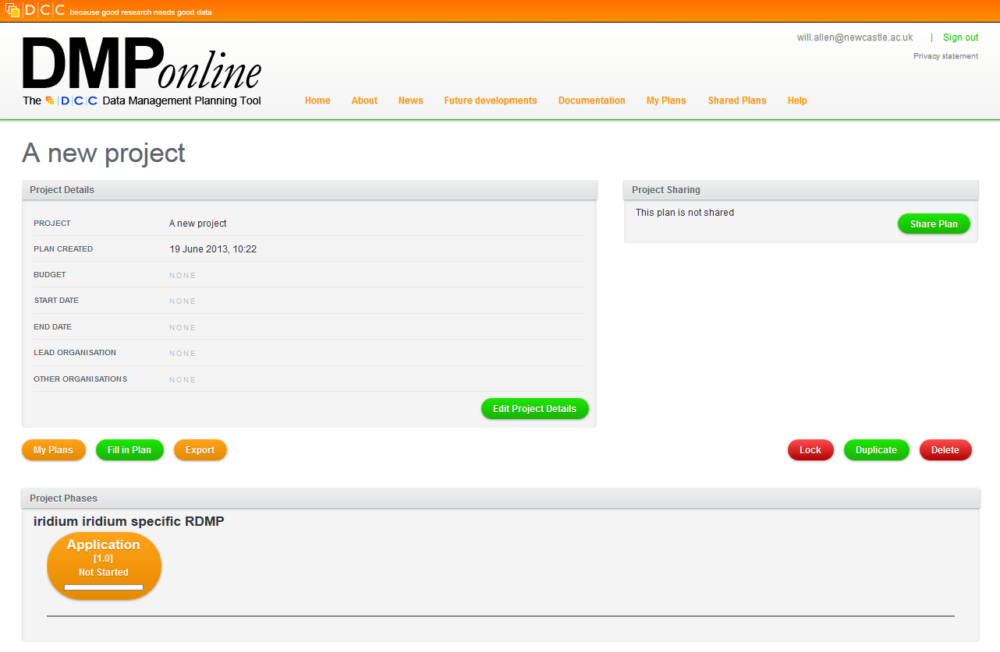 DCC because good research needs good data
will.allen@newcastle.ac.uk | Sign out
Privacy statement
DMPonline
The DCC Data Management Planning Tool
Home About News Future developments Documentation My Plans Shared Plans Help
A new project
Project Details
PROJECT A new project
PLAN CREATED 19 June 2013, 10:22
BUDGET NONE
START DATE NONE
END DATE NONE
LEAD ORGANISATION NONE
OTHER ORGANISATIONS NONE
Edit Project Details
Project Sharing
This plan is not shared
Share Plan
My Plans Fill in Plan Export Lock Duplicate Delete
Project Phases
iridium iridium specific RDMP
Application
[1.0]
Not Started